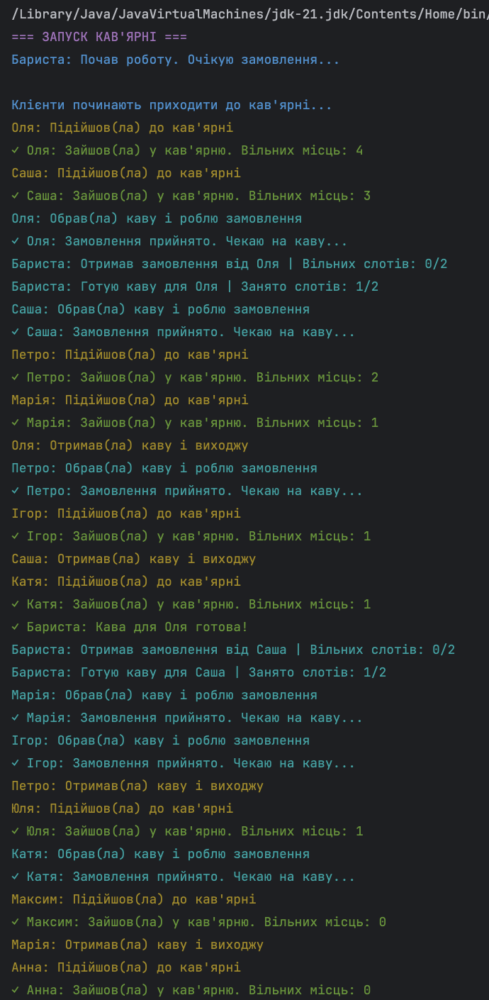 /Library/Java/JavaVirtualMachines/jdk-21.jdk/Contents/Home/bin/
=== ЗАПУСК КАВ'ЯРНІ ===
Бариста: Почав роботу. Очікую замовлення...
Клієнти починають приходити до кав'ярні...
Оля: Підійшов(ла) до кав'ярні
✓ Оля: Зайшов(ла) у кав'ярню. Вільних місць: 4
Саша: Підійшов(ла) до кав'ярні
✓ Саша: Зайшов(ла) у кав'ярню. Вільних місць: 3
Оля: Обрав(ла) каву і роблю замовлення
✓ Оля: Замовлення прийнято. Чекаю на каву...
Бариста: Отримав замовлення від Оля | Вільних слотів: 0/2
Бариста: Готую каву для Оля | Занято слотів: 1/2
Саша: Обрав(ла) каву і роблю замовлення
✓ Саша: Замовлення прийнято. Чекаю на каву...
Петро: Підійшов(ла) до кав'ярні
✓ Петро: Зайшов(ла) у кав'ярню. Вільних місць: 2
Марія: Підійшов(ла) до кав'ярні
✓ Марія: Зайшов(ла) у кав'ярню. Вільних місць: 1
Оля: Отримав(ла) каву і виходжу
Петро: Обрав(ла) каву і роблю замовлення
✓ Петро: Замовлення прийнято. Чекаю на каву...
Ігор: Підійшов(ла) до кав'ярні
✓ Ігор: Зайшов(ла) у кав'ярню. Вільних місць: 1
Саша: Отримав(ла) каву і виходжу
Катя: Підійшов(ла) до кав'ярні
✓ Катя: Зайшов(ла) у кав'ярню. Вільних місць: 1
✓ Бариста: Кава для Оля готова!
Бариста: Отримав замовлення від Саша | Вільних слотів: 0/2
Бариста: Готую каву для Саша | Занято слотів: 1/2
Марія: Обрав(ла) каву і роблю замовлення
✓ Марія: Замовлення прийнято. Чекаю на каву...
Ігор: Обрав(ла) каву і роблю замовлення
✓ Ігор: Замовлення прийнято. Чекаю на каву...
Петро: Отримав(ла) каву і виходжу
Юля: Підійшов(ла) до кав'ярні
✓ Юля: Зайшов(ла) у кав'ярню. Вільних місць: 1
Катя: Обрав(ла) каву і роблю замовлення
✓ Катя: Замовлення прийнято. Чекаю на каву...
Максим: Підійшов(ла) до кав'ярні
✓ Максим: Зайшов(ла) у кав'ярню. Вільних місць: 0
Марія: Отримав(ла) каву і виходжу
Анна: Підійшов(ла) до кав'ярні
✓ Анна: Зайшов(ла) у кав'ярню. Вільних місць: 0